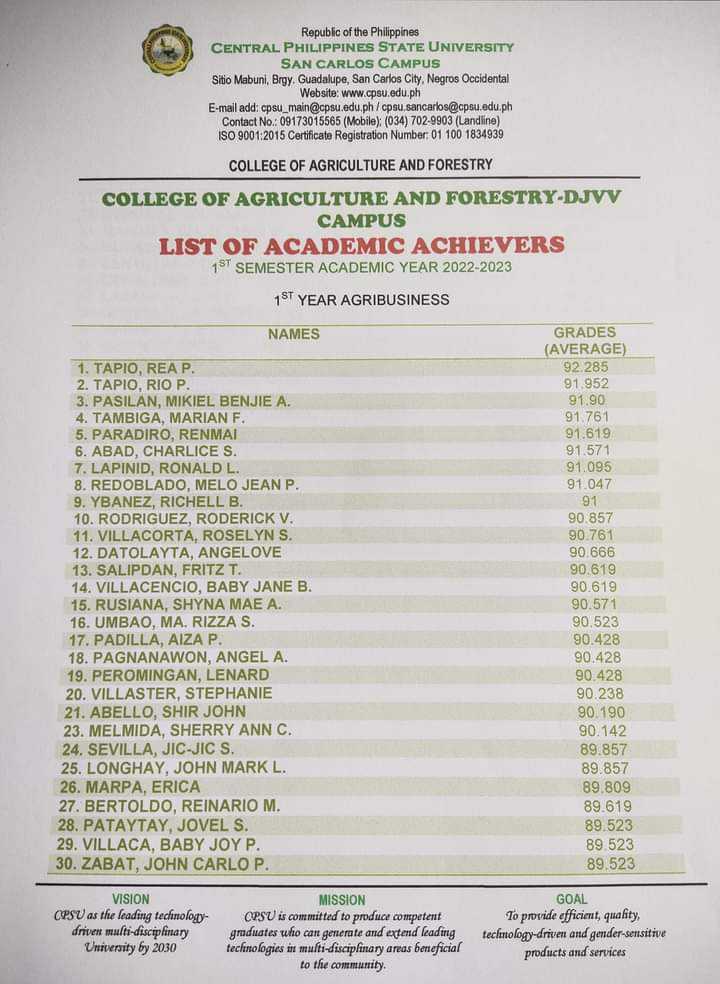 Republic of the Philippines
CENTRAL PHILIPPINES STATE UNIVERSITY
SAN CARLOS CAMPUS
Sitio Mabuni, Brgy. Guadalupe, San Carlos City, Negros Occidental
Website: www.cpsu.edu.ph
E-mail add: cpsu_main@cpsu.edu.ph / cpsu.sancarlos@cpsu.edu.ph
Contact No.: 09173015565 (Mobile); (034) 702-9903 (Landline)
ISO 9001:2015 Certificate Registration Number: 01 100 1834939
COLLEGE OF AGRICULTURE AND FORESTRY
COLLEGE OF AGRICULTURE AND FORESTRY-DJVV
CAMPUS
LIST OF ACADEMIC ACHIEVERS
1ST SEMESTER ACADEMIC YEAR 2022-2023
1ST YEAR AGRIBUSINESS
NAMES GRADES
(AVERAGE)
1. TAPIO, REA P. 92.285
2. TAPIO, RIO P. 91.952
3. PASILAN, MIKIEL BENJIE A. 91.90
4. TAMBIGA, MARIAN F. 91.761
5. PARADIRO, RENMAI 91.619
6. ABAD, CHARLICE S. 91.571
7. LAPINID, RONALD L. 91.095
8. REDOBLADO, MELO JEAN P. 91.047
9. YBANEZ, RICHELL B. 91
10. RODRIGUEZ, RODERICK V. 90.857
11. VILLACORTA, ROSELYN S. 90.761
12. DATOLAYTA, ANGELOVE 90.666
13. SALIPDAN, FRITZ T. 90.619
14. VILLACENCIO, BABY JANE B. 90.619
15. RUSIANA, SHYNA MAE A. 90.571
16. UMBAO, MA. RIZZA S. 90.523
17. PADILLA, AIZA P. 90.428
18. PAGNANAWON, ANGEL A. 90.428
19. PEROMINGAN, LENARD 90.428
20. VILLASTER, STEPHANIE 90.238
21. ABELLO, SHIR JOHN 90.190
23. MELMIDA, SHERRY ANN C. 90.142
24. SEVILLA, JIC-JIC S. 89.857
25. LONGHAY, JOHN MARK L. 89.857
26. MARPA, ERICA 89.809
27. BERTOLDO, REINARIO M. 89.619
28. PATAYTAY, JOVEL S. 89.523
29. VILLACA, BABY JOY P. 89.523
30. ZABAT, JOHN CARLO P. 89.523
VISION
CPSU as the leading technology-
driven multi-disciplinary
University by 2030
MISSION
CPSU is committed to produce competent
graduates who can generate and extend leading
technologies in multi-disciplinary areas beneficial
to the community.
GOAL
To provide efficient, quality,
technology-driven and gender-sensitive
products and services